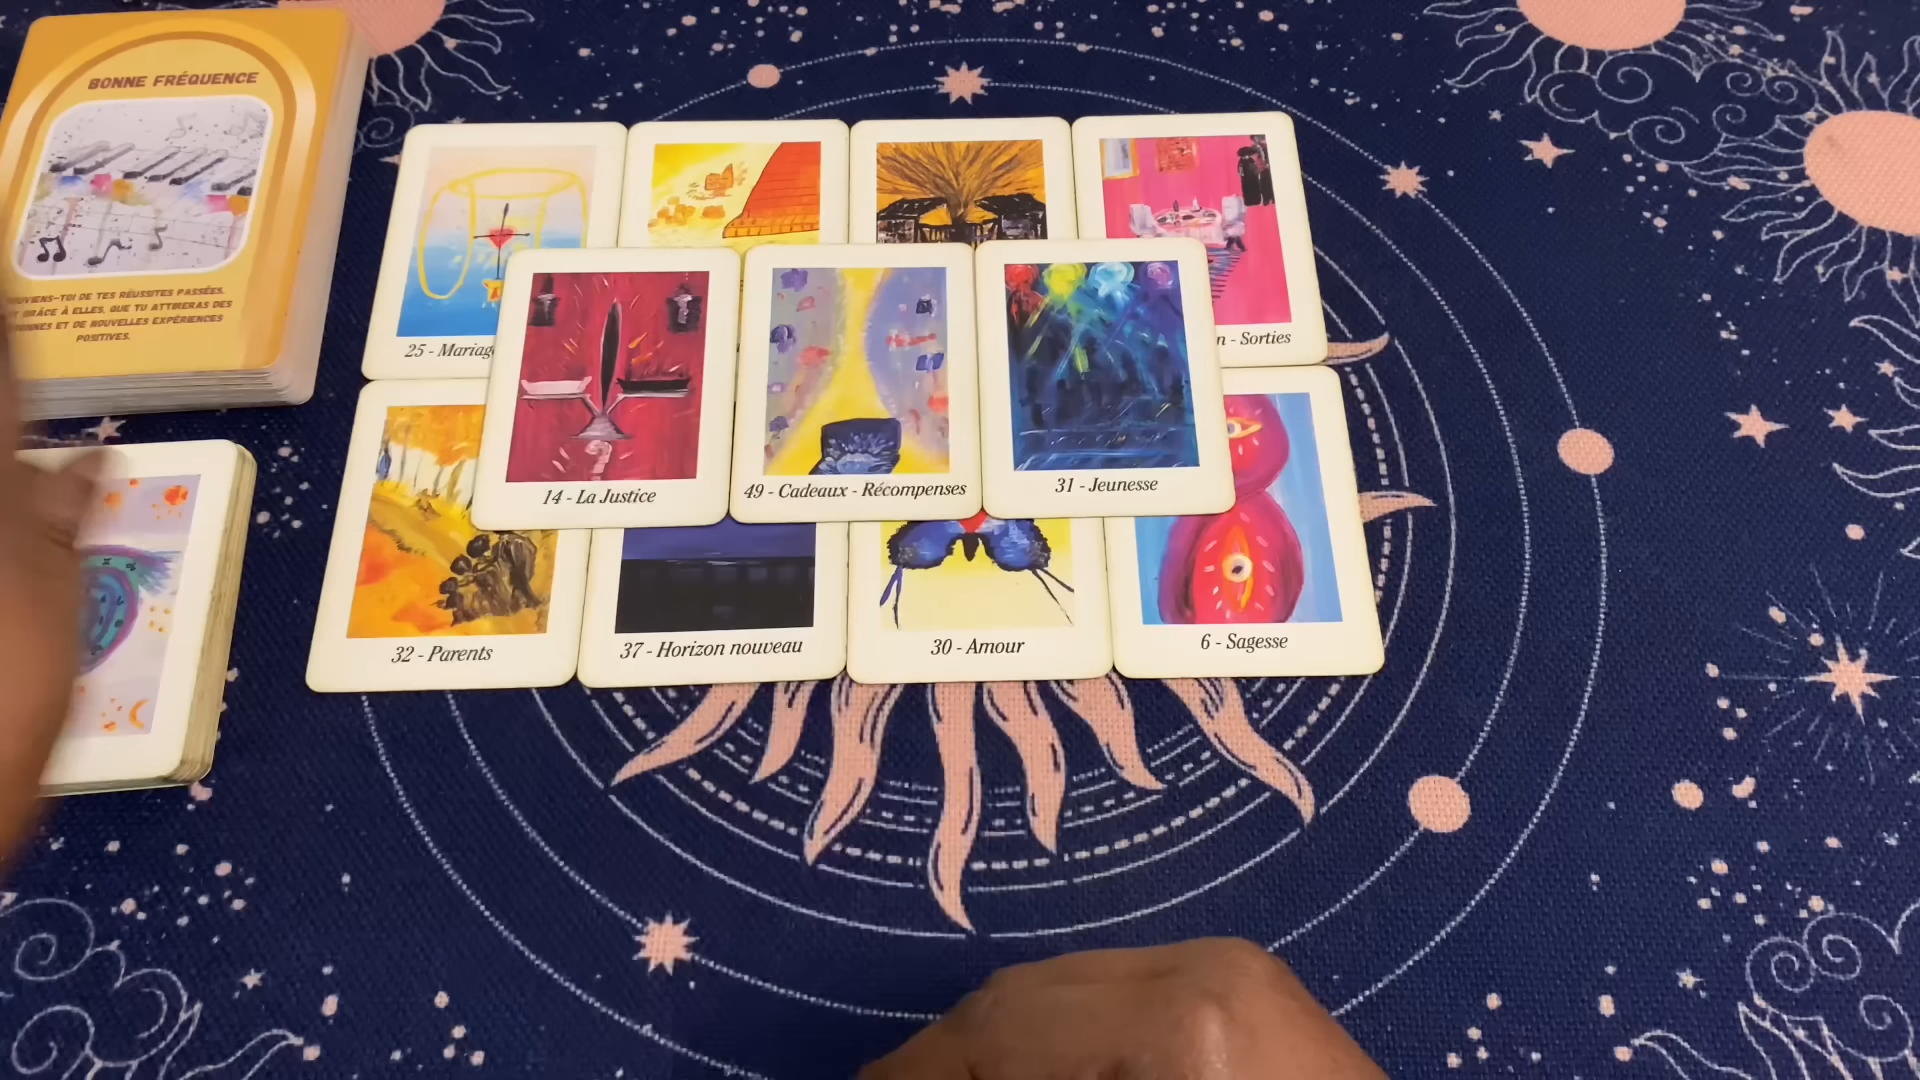 BONNE FRÉQUENCE
DE TES RÉUSSITES PASSÉES.
GRÂCE À ELLES, QUE TU ATTIRERAS DES
ET DE NOUVELLES EXPÉRIENCES
POSITIVES.
25 - Mariag
n - Sorties
14 - La Justice
49 - Cadeaux - Récompenses
31 - Jeunesse
32 - Parents
37 - Horizon nouveau
30 - Amour
6 - Sagesse